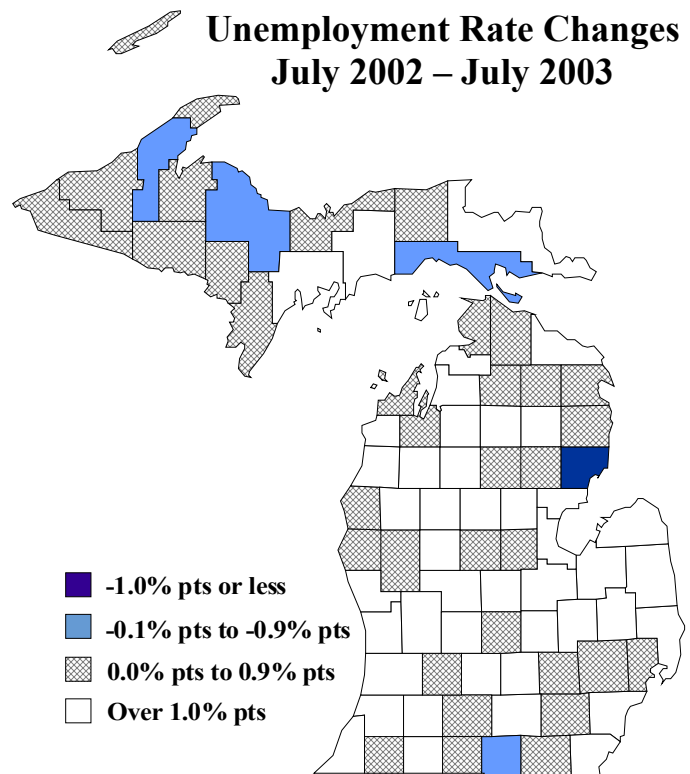 Unemployment Rate Changes
July 2002 – July 2003
-1.0% pts or less
-0.1% pts to -0.9% pts
0.0% pts to 0.9% pts
Over 1.0% pts